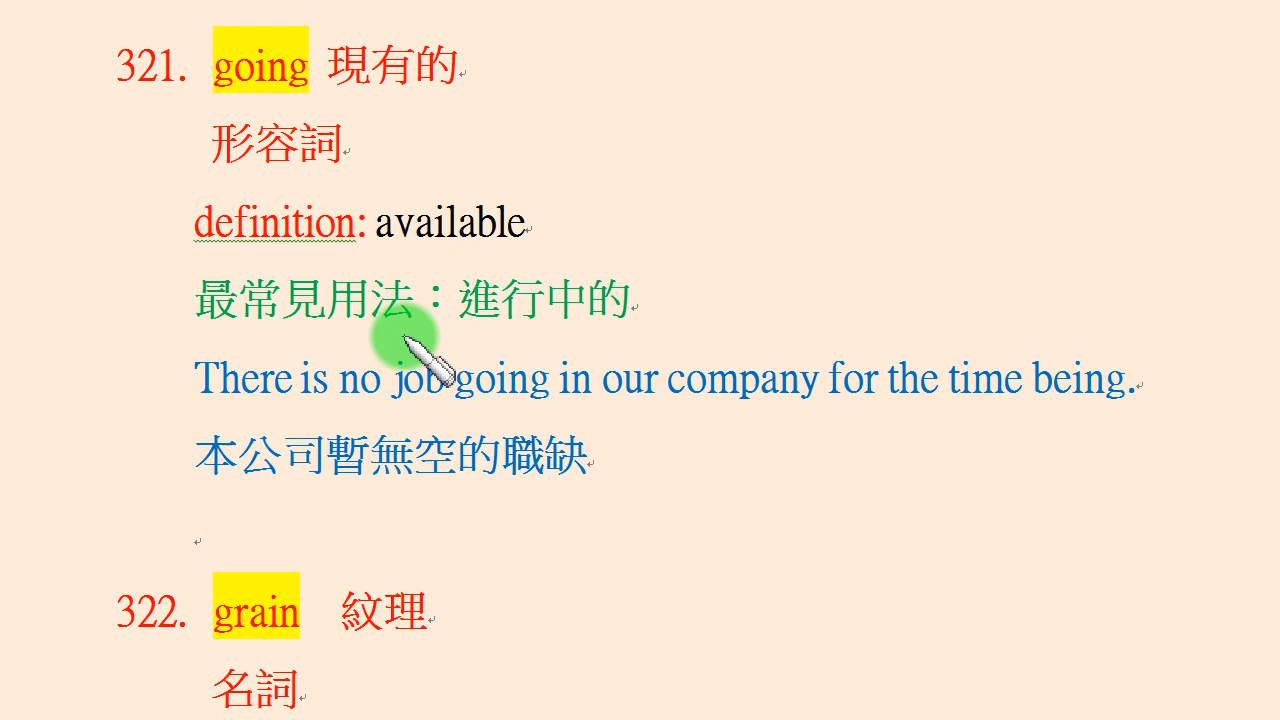 321. going 現有的
形容詞
definition: available
最常見用法：進行中的
There is no job going in our company for the time being.
本公司暫無空的職缺
322. grain 紋理
名詞